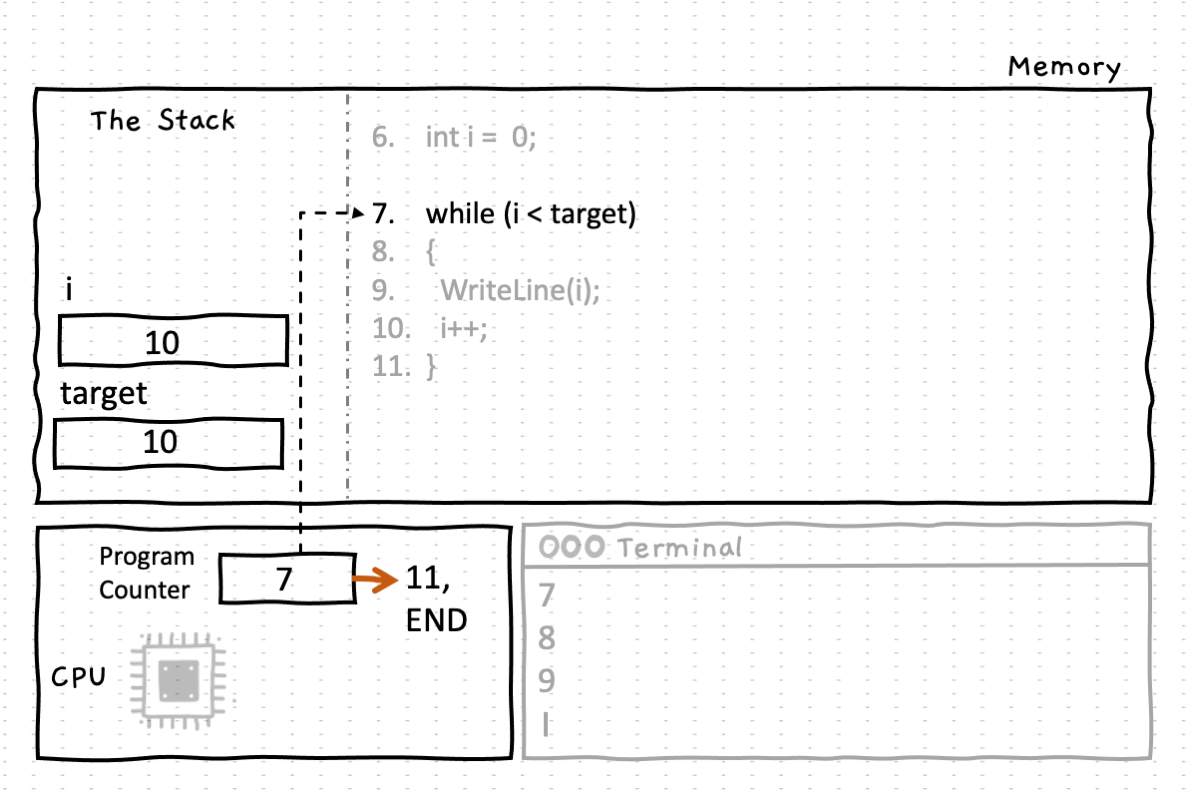 Memory
The Stack
6. int i = 0;
7. while (i < target)
8. {
9. WriteLine(i);
10. i++;
11. }
i
10
target
10
Program
Counter
7
11,
END
CPU
Terminal
7
8
9
|